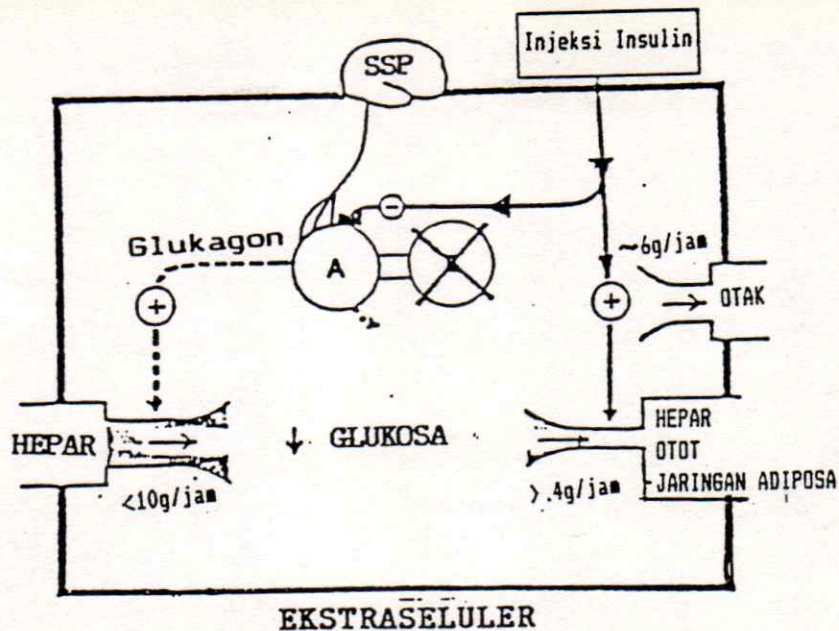 SSP
Injeksi Insulin
-
Glukagon
A
~6g/jam
+
+
OTAK
HEPAR
↓ GLUKOSA
HEPAR
OTOT
JARINGAN ADIPOSA
<10g/jam
>.4g/jam
EKSTRASELULER